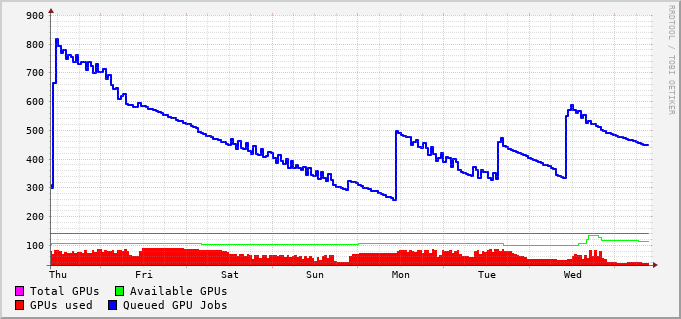 RRDTOOL / TOBI OETIKER
900
800
700
600
500
400
300
200
100
Thu Fri Sat Sun Mon Tue Wed
Total GPUs Available GPUs
GPUs used Queued GPU Jobs